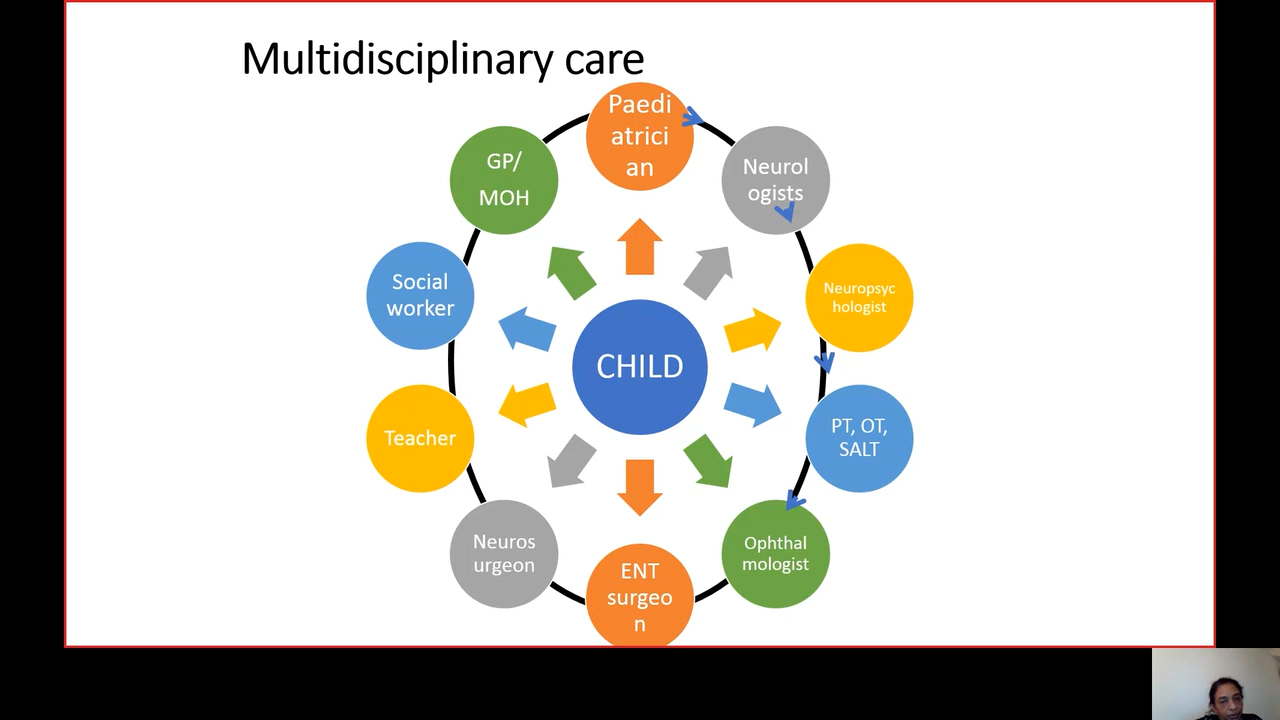 Multidisciplinary care
Paedi
atrici
an
Neurol
ogists
Neuropsyc
hologist
PT, OT,
SALT
Ophthal
mologist
ENT
surgeo
n
Neuros
urgeon
Teacher
Social
worker
GP/
MOH
CHILD